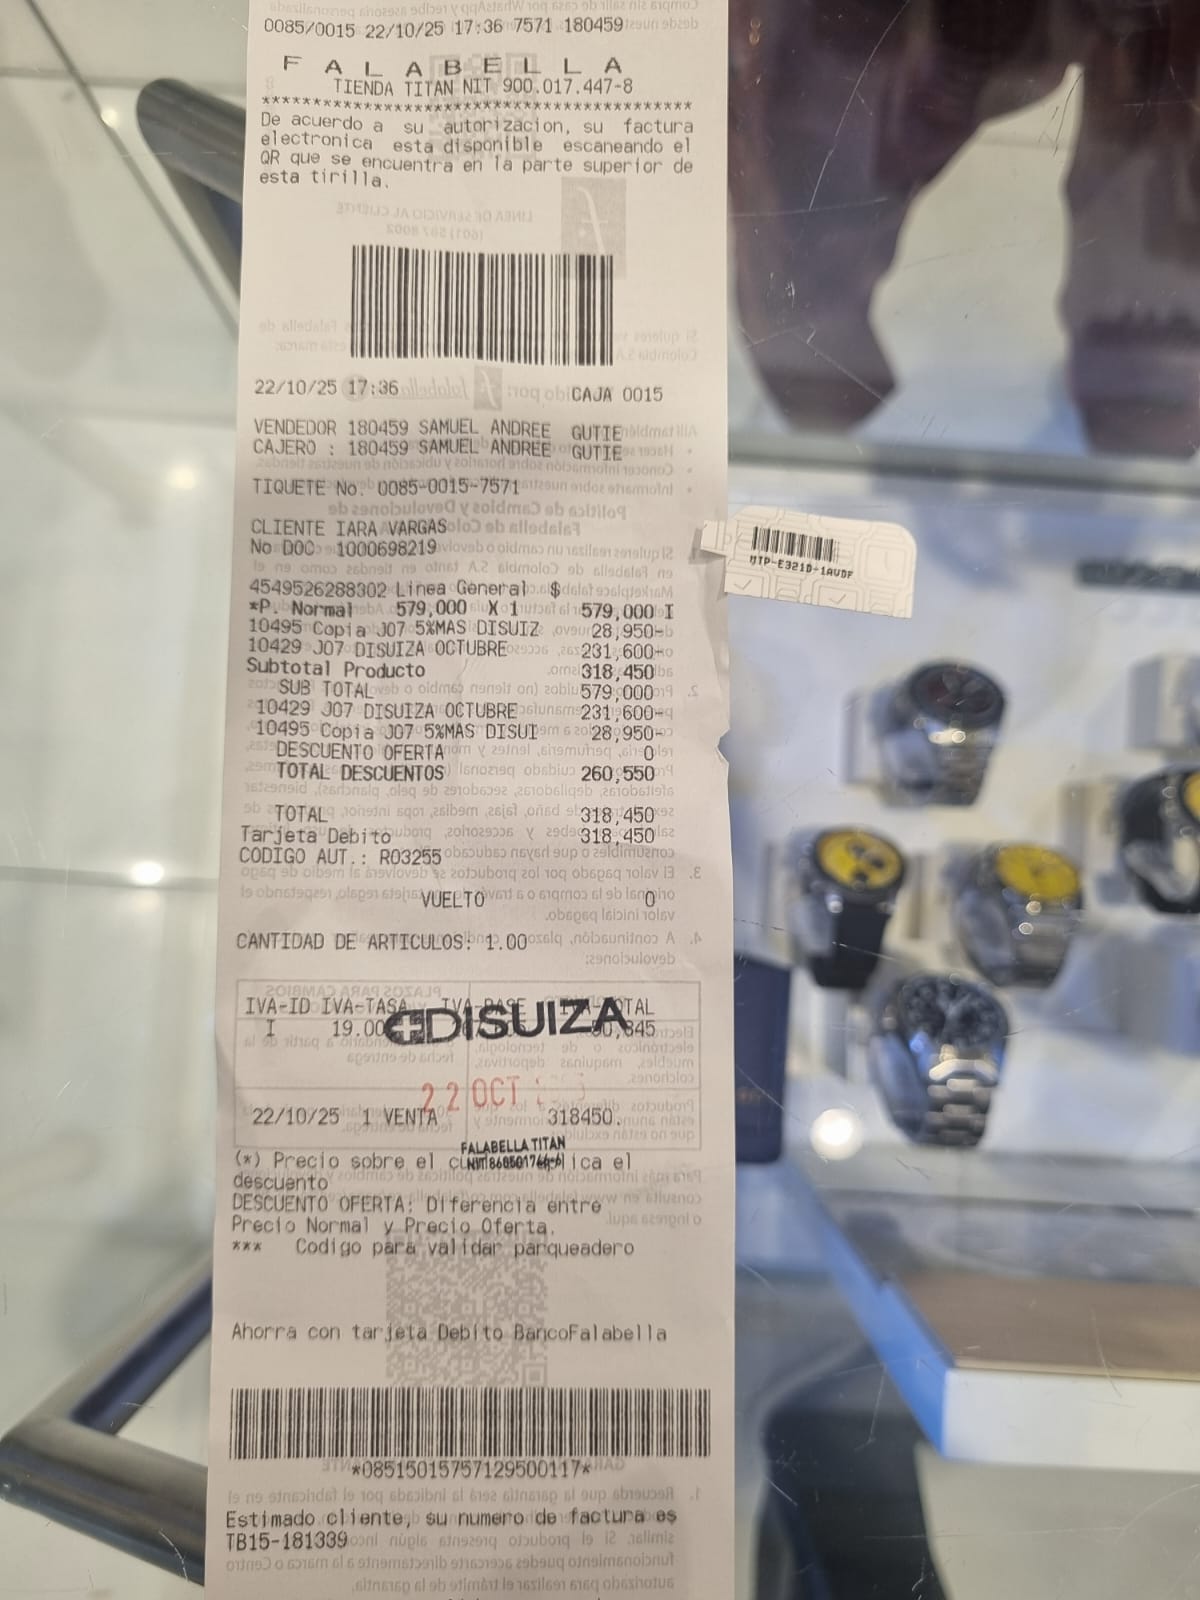 0085/0015 22/10/25 17:36 7571 180459
F A L A B E L L A
TIENDA TITAN NIT 900.017.447-8
******************************************
De acuerdo a su autorizacion, su factura
electronica esta disponible escaneando el
QR que se encuentra en la parte superior de
esta tirilla.
22/10/25 17:36 CAJA 0015
VENDEDOR 180459 SAMUEL ANDREE GUTIE
CAJERO : 180459 SAMUEL ANDREE GUTIE
TIQUETE No. 0085-0015-7571
CLIENTE IARA VARGAS
No DOC 1000698219
4549526288302 Linea General $
*P. Normal 579,000 X 1 579,000 I
10495 Copia J07 5%MAS DISUIZ 28,950-
10429 J07 DISUIZA OCTUBRE 231,600-
Subtotal Producto 318,450
SUB TOTAL 579,000
10429 J07 DISUIZA OCTUBRE 231,600-
10495 Copia J07 5%MAS DISUI 28,950-
DESCUENTO OFERTA 0
TOTAL DESCUENTOS 260,550
TOTAL 318,450
Tarjeta Debito 318,450
CODIGO AUT.: R03255
VUELTO 0
CANTIDAD DE ARTICULOS: 1.00
IVA-ID IVA-TASA IVA-BASE
I 19.00
DISUIZA
22 OCT
22/10/25 1 VENTA 318450.
FALABELLA TITAN
(*) Precio sobre el
descuento
DESCUENTO OFERTA: Diferencia entre
Precio Normal y Precio Oferta.
*** Codigo para validar parqueadero
Ahorra con tarjeta Debito BancoFalabella
*08515015757129500117*
Estimado cliente, su numero de factura es
TB15-181339
MTP-E321D-1AVDF